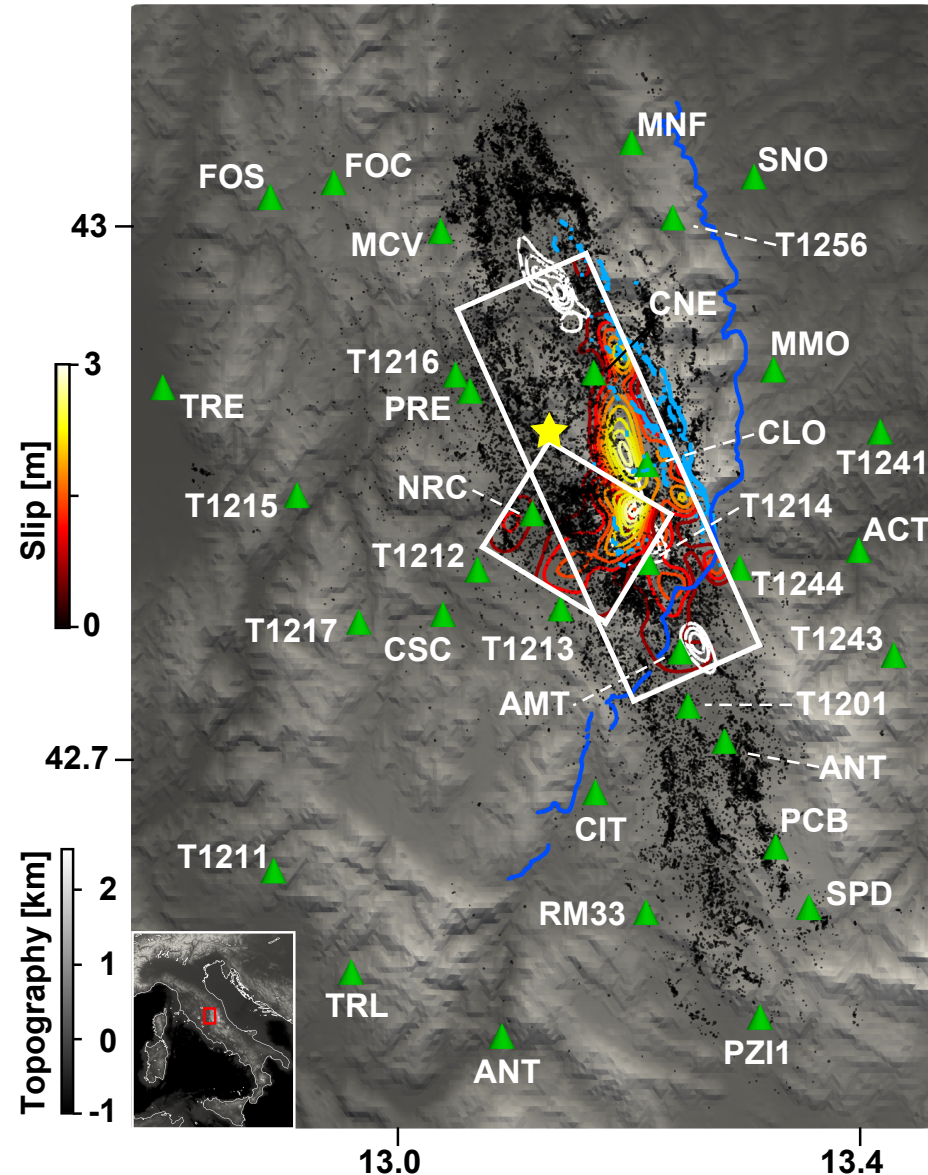 MNF
SNO
FOS
FOC
43
MCV
T1256
CNE
3
T1216
MMO
TRE
PRE
CLO
T1241
Slip [m]
NRC
T1215
T1214
ACT
T1212
T1244
0
T1217
CSC
T1213
T1243
AMT
T1201
42.7
ANT
CIT
PCB
T1211
2
SPD
RM33
Topography [km]
1
TRL
0
PZI1
ANT
-1
13.0
13.4